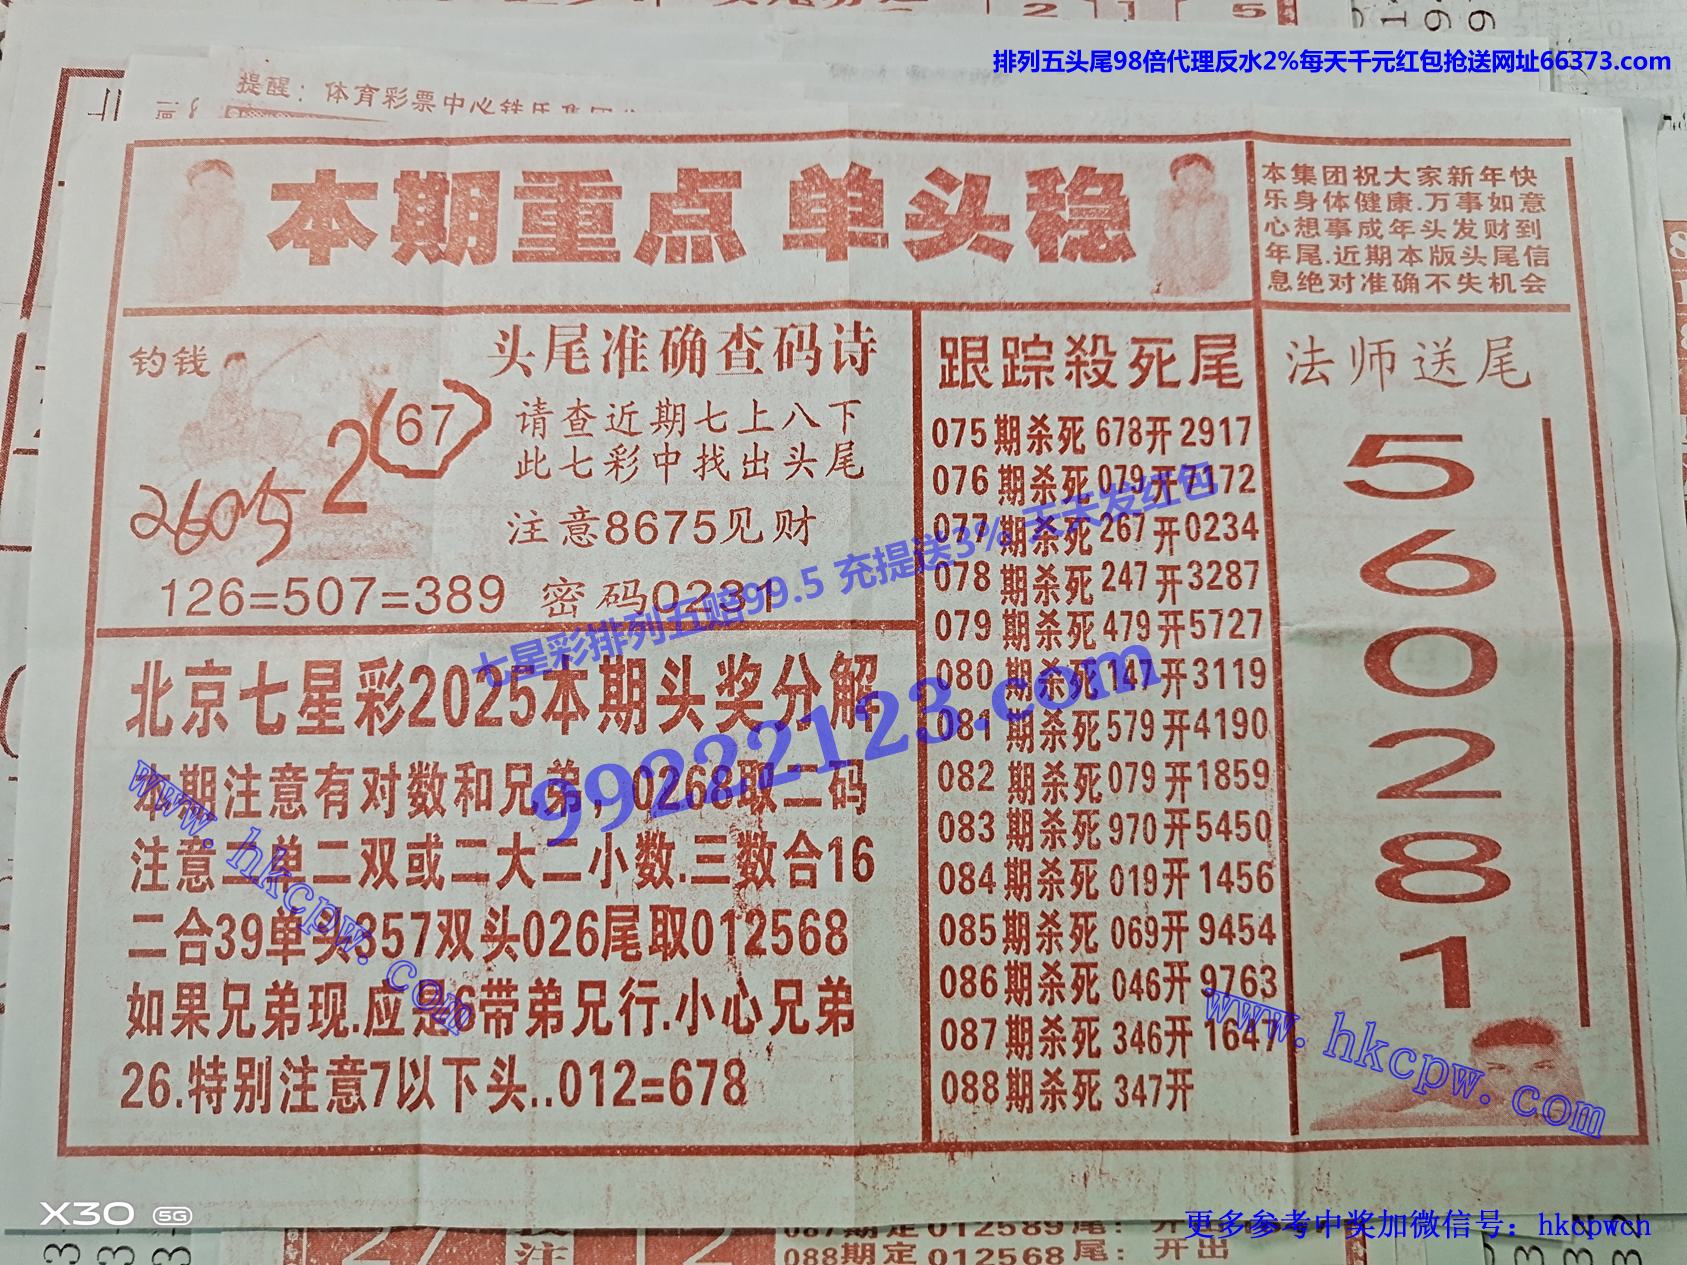 排列五头尾98倍代理反水2%每天千元红包抢送网址66373.com
提醒：体育彩票中心
本期重点 单头稳
本集团祝大家新年快
乐身体健康.万事如意
心想事成年头发财到
年尾.近期本版头尾信
息绝对准确不失机会
钓钱
2
67
头尾准确查码诗
请查近期七上八下
此七彩中找出头尾
注意8675见财
126=507=389 密码0231
七星彩排列五赔99.5 充提送3% 天天发红包
99222123.com
北京七星彩2025本期头奖分解
本期注意有对数和兄弟，0268取二码
注意二单二双或二大二小数.三数合16
二合39单头357双头026尾取012568
如果兄弟现.应是6带弟兄行.小心兄弟
26.特别注意7以下头..012=678
跟踪殺死尾
075期杀死678开2917
076期杀死079开7172
077期杀死267开0234
078期杀死247开3287
079期杀死479开5727
080期杀死147开3119
081期杀死579开4190
082期杀死079开1859
083期杀死970开5450
084期杀死019开1456
085期杀死069开9454
086期杀死046开9763
087期杀死346开1647
088期杀死347开
法师送尾
5
6
0
2
8
1
www.hkcpw.com
www.hkcpw.com
X30 5G
更多参考中奖加微信号：hkcpwcn
087期定012589尾：开出
088期定012568尾：开出